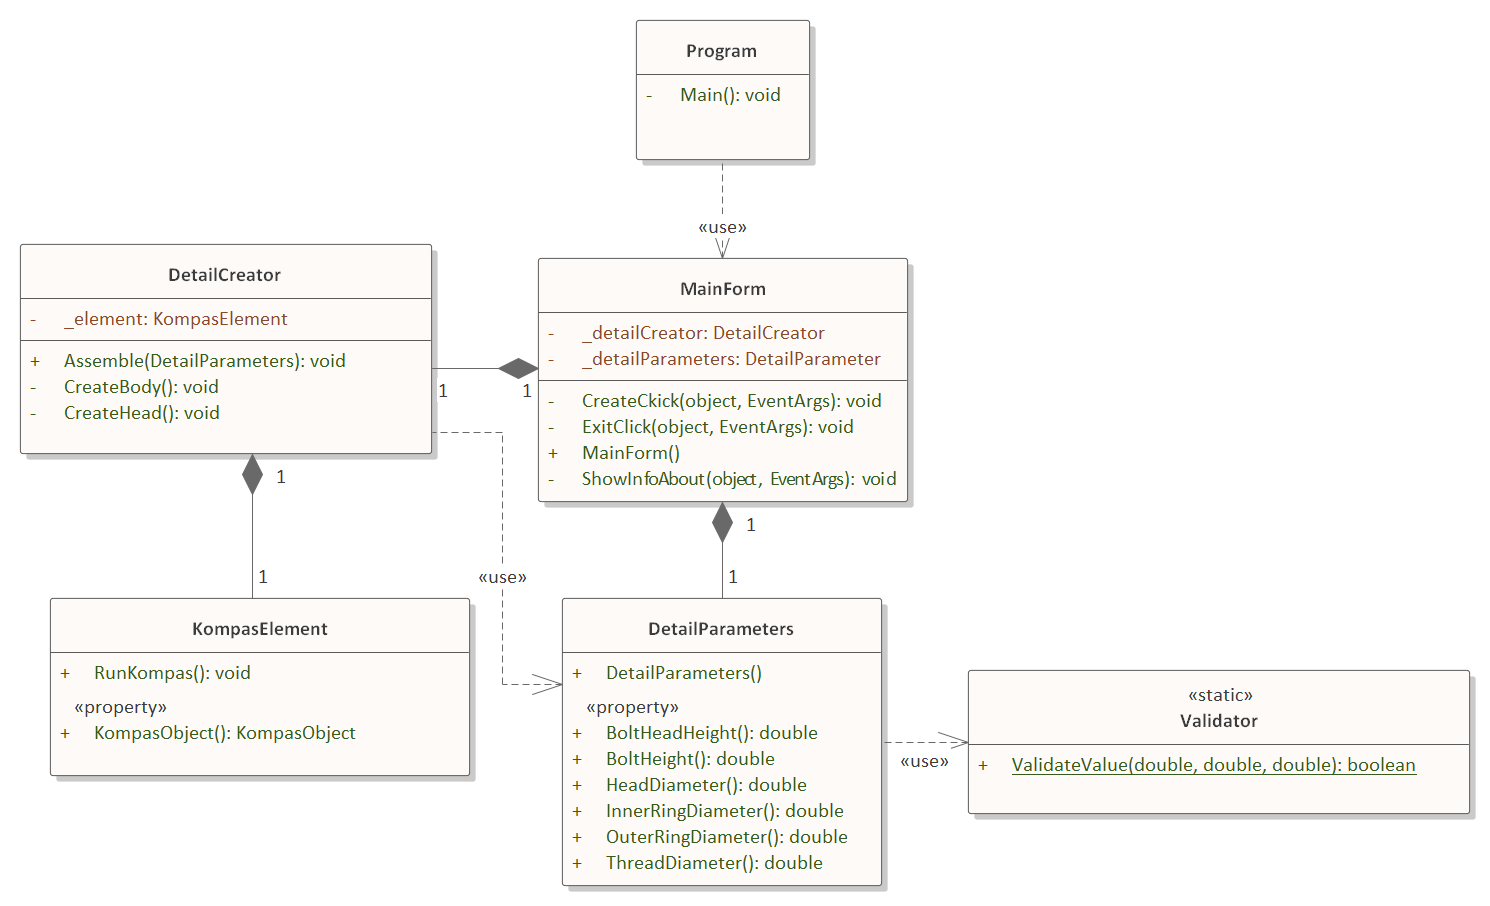 Program
- Main(): void
«use»
DetailCreator
- _element: KompasElement
+ Assemble(DetailParameters): void
- CreateBody(): void
- CreateHead(): void
MainForm
- _detailCreator: DetailCreator
- _detailParameters: DetailParameter
- CreateCkick(object, EventArgs): void
- ExitClick(object, EventArgs): void
+ MainForm()
- ShowInfoAbout(object, EventArgs): void
1
1
1
1
«use»
1
1
KompasElement
+ RunKompas(): void
«property»
+ KompasObject(): KompasObject
DetailParameters
+ DetailParameters()
«property»
+ BoltHeadHeight(): double
+ BoltHeight(): double
+ HeadDiameter(): double
+ InnerRingDiameter(): double
+ OuterRingDiameter(): double
+ ThreadDiameter(): double
«use»
«static»
Validator
+ ValidateValue(double, double, double): boolean